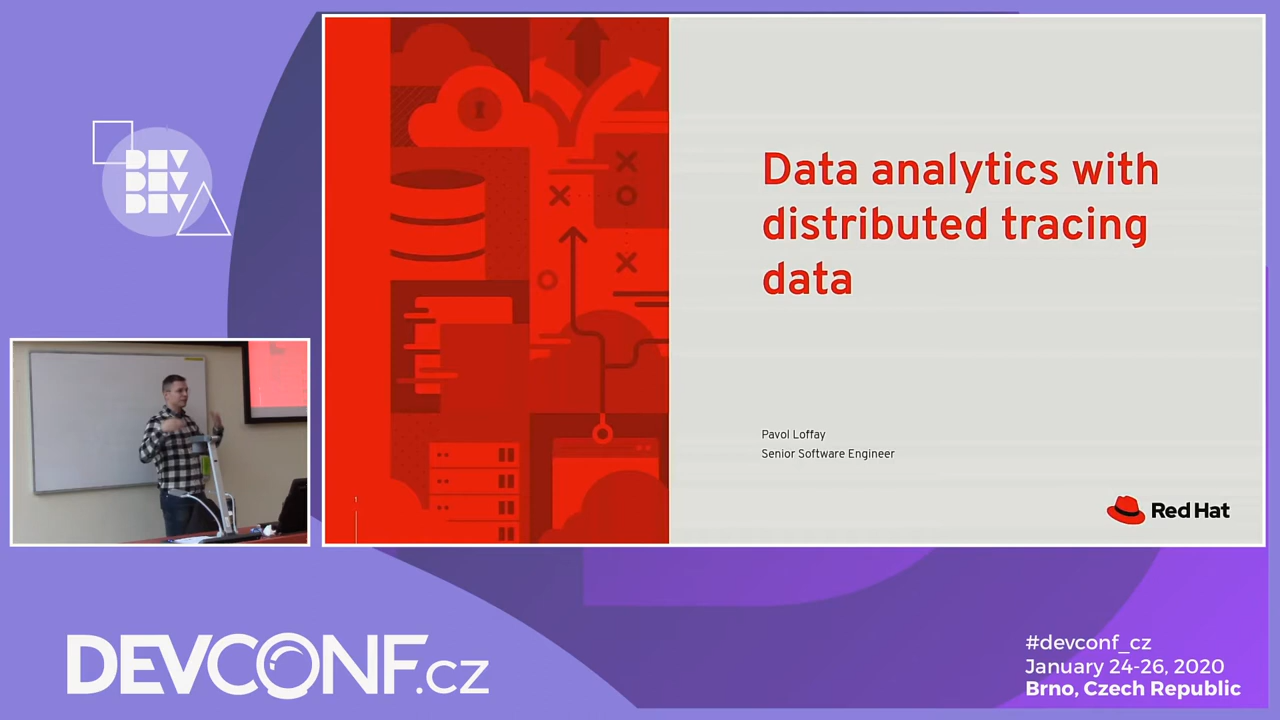 DEV
DEV
DEV
Data analytics with
distributed tracing
data
Pavol Loffay
Senior Software Engineer
Red Hat
DEVCONF.cz
#devconf_cz
January 24-26, 2020
Brno, Czech Republic